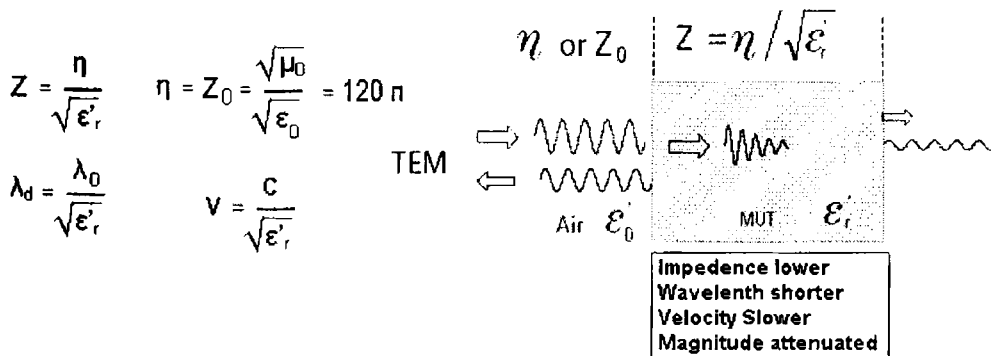 Z = η / √ε'r
η = Z0 = √μ0 / √ε0 = 120 п
λd = λ0 / √ε'r
v = C / √ε'r
η or Z0
Z = η / √ε'r
TEM
Air ε'0
MUT ε'r
Impedence lower
Wavelenth shorter
Velocity Slower
Magnitude attenuated